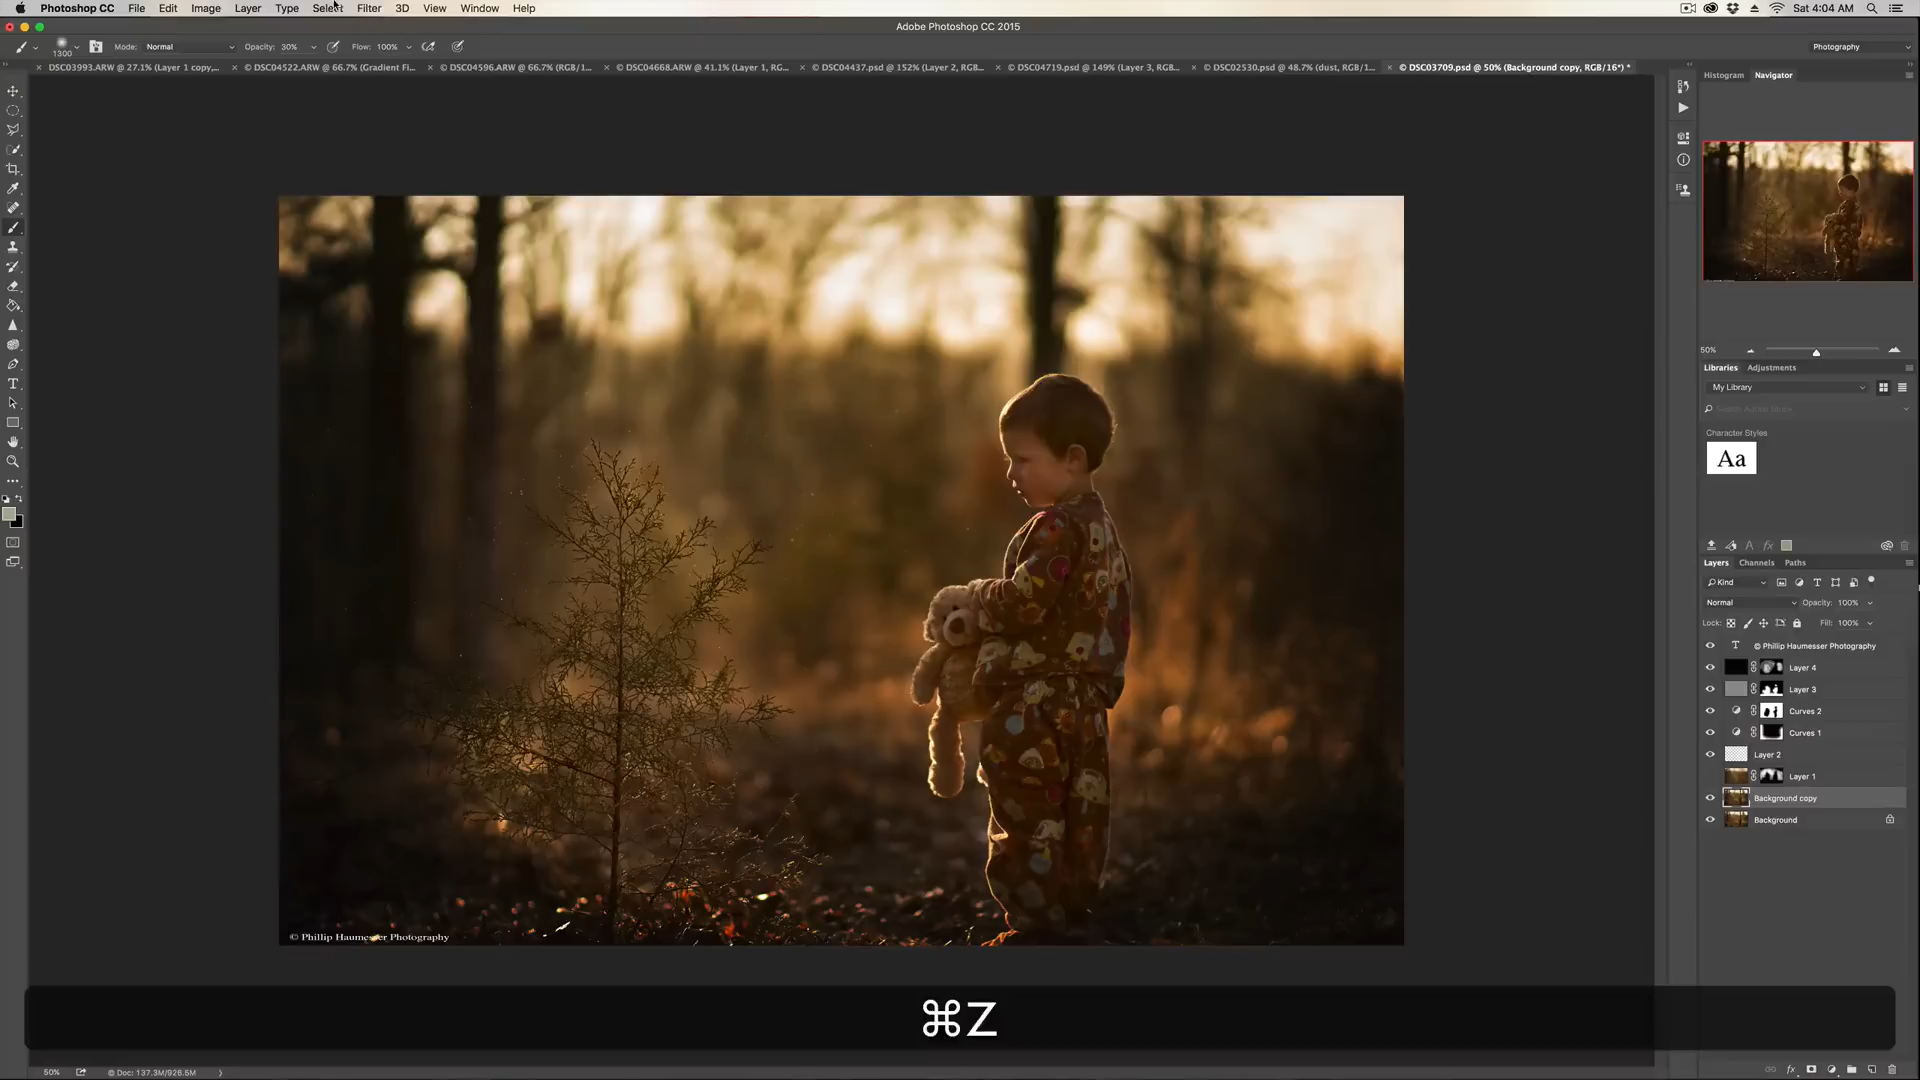 Photoshop CC File Edit Image Layer Type Select Filter 3D View Window Help Sat 4:04 AM
Adobe Photoshop CC 2015
1300 Mode: Normal Opacity: 30% Flow: 100% Photography
DSC03993.ARW @ 27.1% (Layer 1 copy,... © DSC04522.ARW @ 66.7% (Gradient Fi... © DSC04596.ARW @ 66.7% (RGB/1... © DSC04668.ARW @ 41.1% (Layer 1, RG... © DSC04437.psd @ 152% (Layer 2, RGB... © DSC04719.psd @ 149% (Layer 3, RGB... © DSC02530.psd @ 48.7% (dust, RGB/1... © DSC03709.psd @ 50% (Background copy, RGB/16*) *
Histogram Navigator
50%
Libraries Adjustments
My Library
Search Adobe Stock
Character Styles
Aa
Layers Channels Paths
Kind
Normal Opacity: 100%
Lock: Fill: 100%
T © Phillip Haumesser Photography
Layer 4
Layer 3
Curves 2
Curves 1
Layer 2
Layer 1
Background copy
Background
© Phillip Haumesser Photography
⌘Z
50% Doc: 137.3M/926.5M
fx